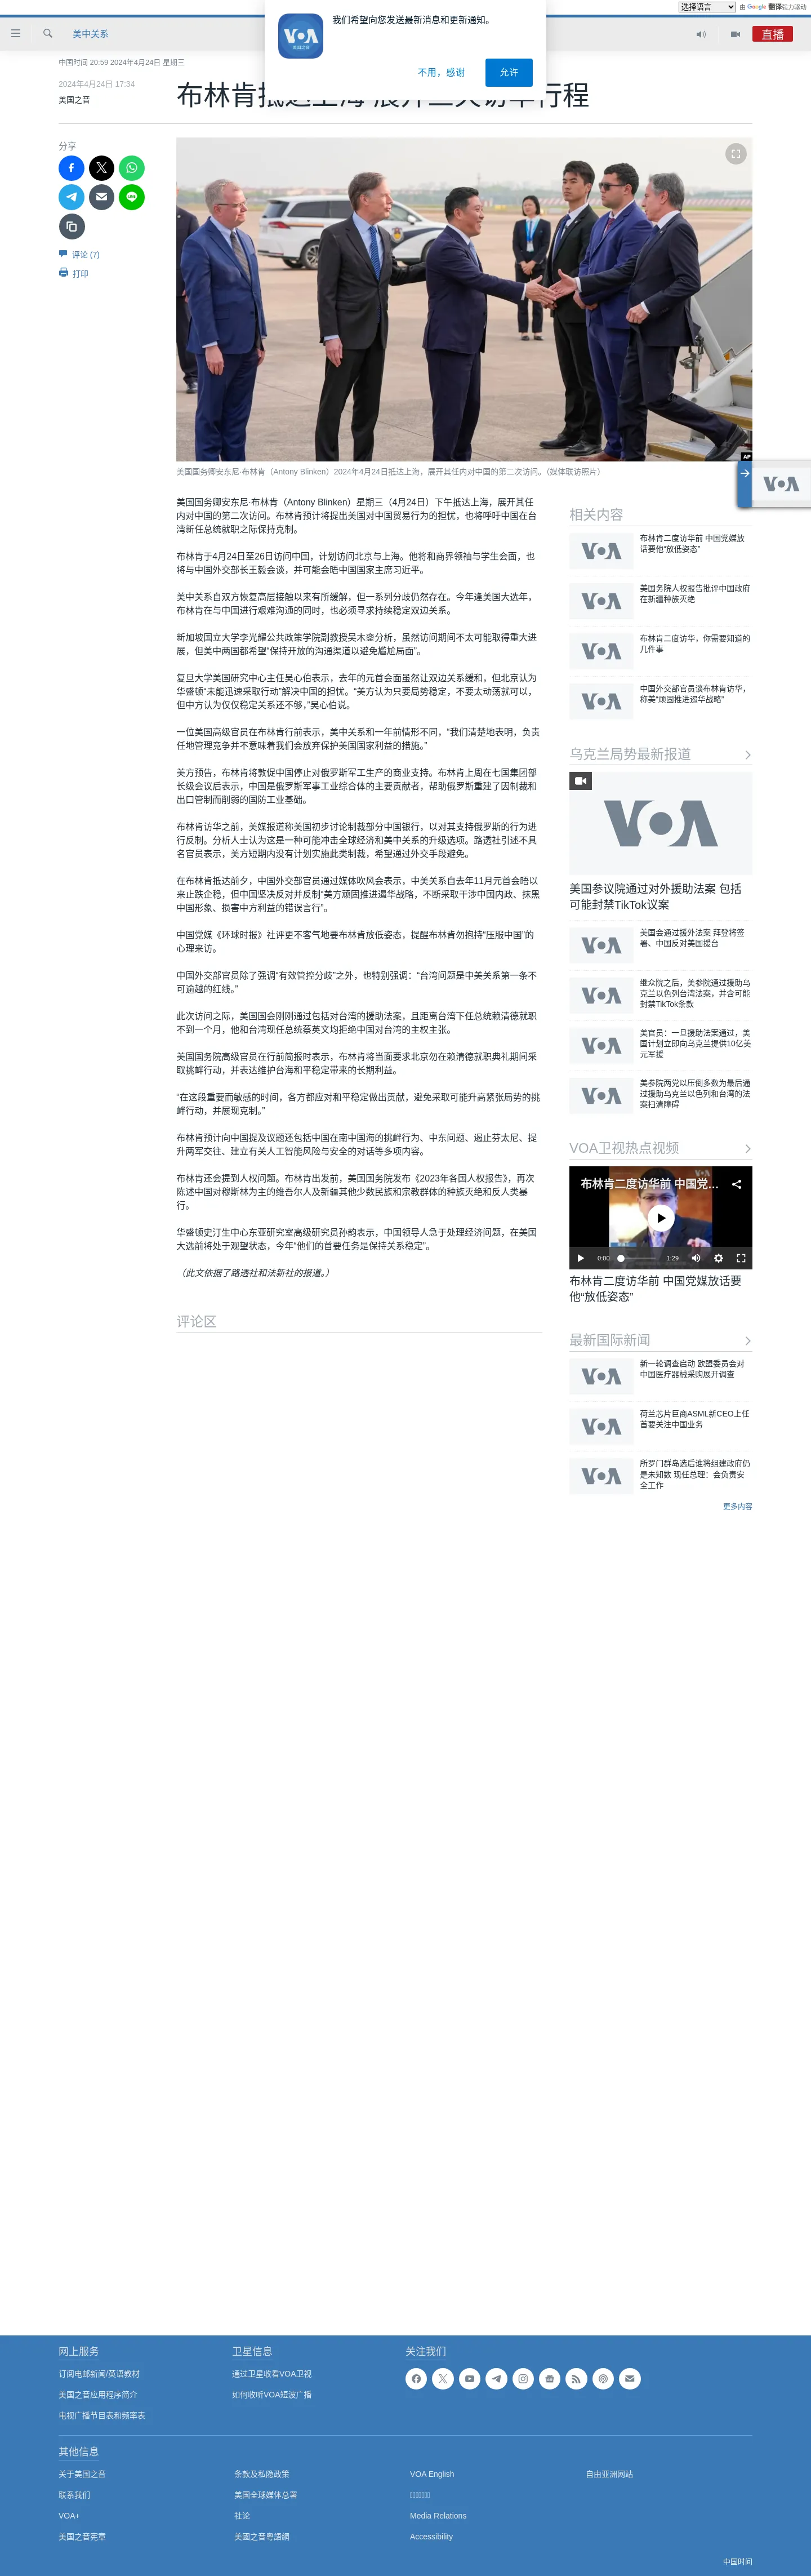 选择语言
由 Google 翻译强力驱动
我们希望向您发送最新消息和更新通知。
VOA
美国之音
不用，感谢
允许
美中关系
直播
中国时间 20:59 2024年4月24日 星期三
2024年4月24日 17:34
美国之音
分享
评论 (7)
打印
AP
美国国务卿安东尼·布林肯（Antony Blinken）2024年4月24日抵达上海，展开其任内对中国的第二次访问。（媒体联访照片）
美国国务卿安东尼·布林肯（Antony Blinken）星期三（4月24日）下午抵达上海，展开其任
内对中国的第二次访问。布林肯预计将提出美国对中国贸易行为的担忧，也将呼吁中国在台
湾新任总统就职之际保持克制。
布林肯于4月24日至26日访问中国，计划访问北京与上海。他将和商界领袖与学生会面，也
将与中国外交部长王毅会谈，并可能会晤中国国家主席习近平。
美中关系自双方恢复高层接触以来有所缓解，但一系列分歧仍然存在。今年逢美国大选年，
布林肯在与中国进行艰难沟通的同时，也必须寻求持续稳定双边关系。
新加坡国立大学李光耀公共政策学院副教授吴木銮分析，虽然访问期间不太可能取得重大进
展，但美中两国都希望“保持开放的沟通渠道以避免尴尬局面”。
复旦大学美国研究中心主任吴心伯表示，去年的元首会面虽然让双边关系缓和，但北京认为
华盛顿“未能迅速采取行动”解决中国的担忧。“美方认为只要局势稳定，不要太动荡就可以，
但中方认为仅仅稳定关系还不够，”吴心伯说。
一位美国高级官员在布林肯行前表示，美中关系和一年前情形不同，“我们清楚地表明，负责
任地管理竞争并不意味着我们会放弃保护美国国家利益的措施。”
美方预告，布林肯将敦促中国停止对俄罗斯军工生产的商业支持。布林肯上周在七国集团部
长级会议后表示，中国是俄罗斯军事工业综合体的主要贡献者，帮助俄罗斯重建了因制裁和
出口管制而削弱的国防工业基础。
布林肯访华之前，美媒报道称美国初步讨论制裁部分中国银行，以对其支持俄罗斯的行为进
行反制。分析人士认为这是一种可能冲击全球经济和美中关系的升级选项。路透社引述不具
名官员表示，美方短期内没有计划实施此类制裁，希望通过外交手段避免。
在布林肯抵达前夕，中国外交部官员通过媒体吹风会表示，中美关系自去年11月元首会晤以
来止跌企稳，但中国坚决反对并反制“美方顽固推进遏华战略，不断采取干涉中国内政、抹黑
中国形象、损害中方利益的错误言行”。
中国党媒《环球时报》社评更不客气地要布林肯放低姿态，提醒布林肯勿抱持“压服中国”的
心理来访。
中国外交部官员除了强调“有效管控分歧”之外，也特别强调：“台湾问题是中美关系第一条不
可逾越的红线。”
此次访问之际，美国国会刚刚通过包括对台湾的援助法案，且距离台湾下任总统赖清德就职
不到一个月，他和台湾现任总统蔡英文均拒绝中国对台湾的主权主张。
美国国务院高级官员在行前简报时表示，布林肯将当面要求北京勿在赖清德就职典礼期间采
取挑衅行动，并表达维护台海和平稳定带来的长期利益。
“在这段重要而敏感的时间，各方都应对和平稳定做出贡献，避免采取可能升高紧张局势的挑
衅行动，并展现克制。”
布林肯预计向中国提及议题还包括中国在南中国海的挑衅行为、中东问题、遏止芬太尼、提
升两军交往、建立有关人工智能风险与安全的对话等多项内容。
布林肯还会提到人权问题。布林肯出发前，美国国务院发布《2023年各国人权报告》，再次
陈述中国对穆斯林为主的维吾尔人及新疆其他少数民族和宗教群体的种族灭绝和反人类暴
行。
华盛顿史汀生中心东亚研究室高级研究员孙韵表示，中国领导人急于处理经济问题，在美国
大选前将处于观望状态，今年“他们的首要任务是保持关系稳定”。
（此文依据了路透社和法新社的报道。）
评论区
VOA
相关内容
VOA
布林肯二度访华前 中国党媒放
话要他“放低姿态”
VOA
美国务院人权报告批评中国政府
在新疆种族灭绝
VOA
布林肯二度访华，你需要知道的
几件事
VOA
中国外交部官员谈布林肯访华，
称美“顽固推进遏华战略”
乌克兰局势最新报道
VOA
美国参议院通过对外援助法案 包括
可能封禁TikTok议案
VOA
美国会通过援外法案 拜登将签
署、中国反对美国援台
VOA
继众院之后，美参院通过援助乌
克兰以色列台湾法案，并含可能
封禁TikTok条款
VOA
美官员：一旦援助法案通过，美
国计划立即向乌克兰提供10亿美
元军援
VOA
美参院两党以压倒多数为最后通
过援助乌克兰以色列和台湾的法
案扫清障碍
VOA卫视热点视频
VOA
布林肯二度访华前 中国党...
0:00
1:29
布林肯二度访华前 中国党媒放话要
他“放低姿态”
最新国际新闻
VOA
新一轮调查启动 欧盟委员会对
中国医疗器械采购展开调查
VOA
荷兰芯片巨商ASML新CEO上任
首要关注中国业务
VOA
所罗门群岛选后谁将组建政府仍
是未知数 现任总理：会负责安
全工作
更多内容
网上服务
订阅电邮新闻/英语教材
美国之音应用程序简介
电视广播节目表和频率表
卫星信息
通过卫星收看VOA卫视
如何收听VOA短波广播
关注我们
其他信息
关于美国之音
条款及私隐政策
VOA English
自由亚洲网站
联系我们
美国全球媒体总署
VOA+
社论
Media Relations
美国之音宪章
美國之音粵語網
Accessibility
中国时间